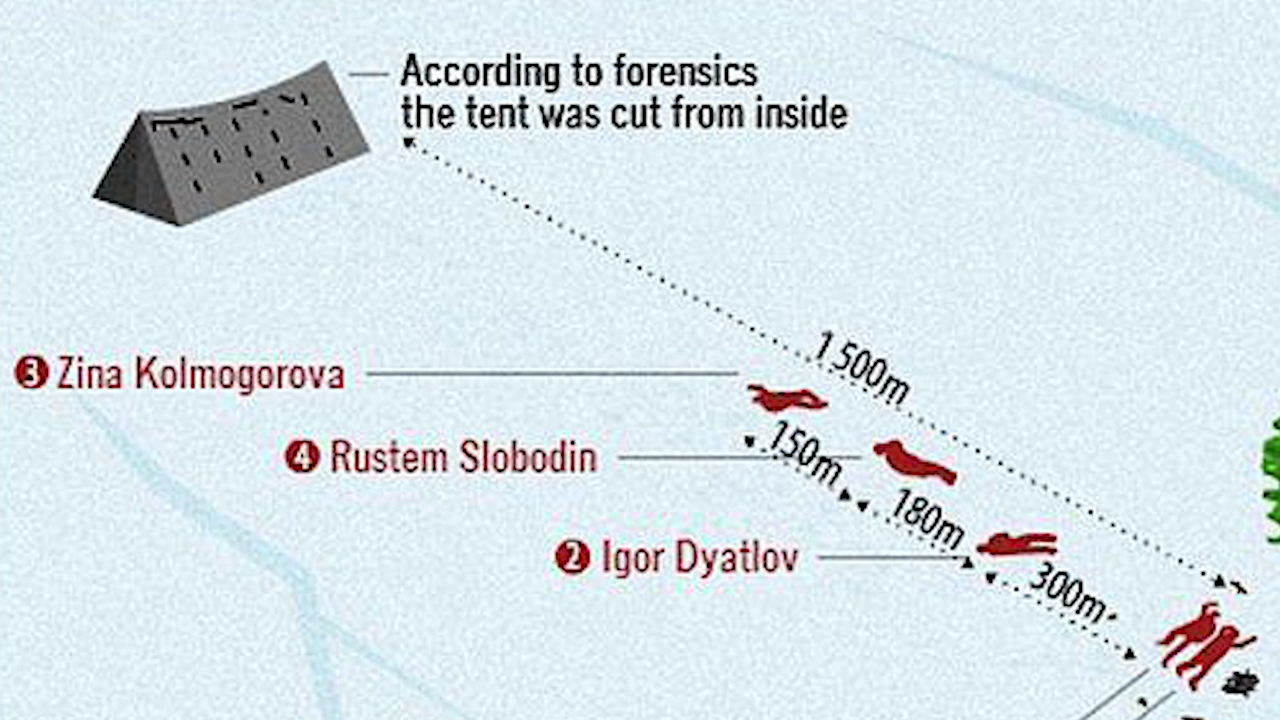 According to forensics
the tent was cut from inside
1 500m
3 Zina Kolmogorova
150m
4 Rustem Slobodin
180m
2 Igor Dyatlov
300m